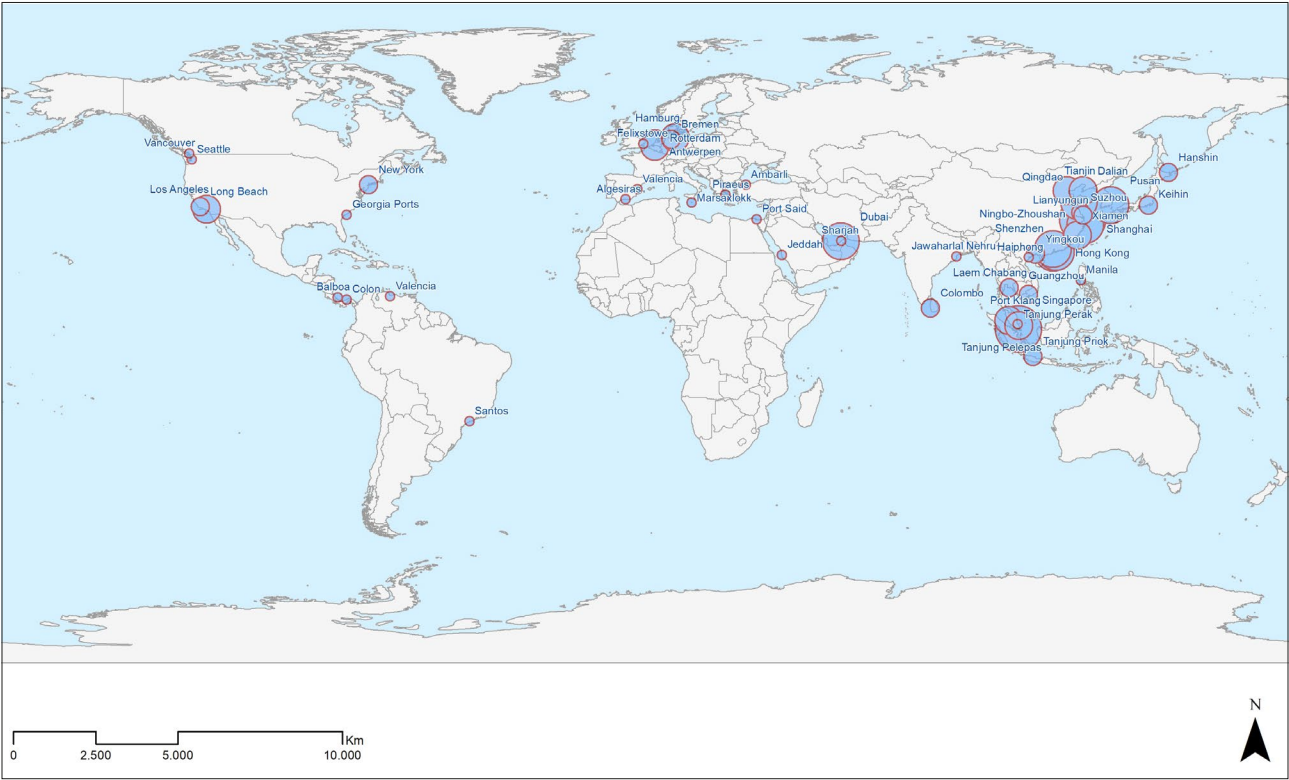 Hamburg
Bremen
Felixstowe
Rotterdam
Antwerpen
Vancouver
Seattle
New York
Los Angeles
Long Beach
Georgia Ports
Valencia
Ambarli
Algesiras
Piraeus
Marsaxlokk
Port Said
Dubai
Sharjah
Jeddah
Hanshin
Tianjin
Dalian
Qingdao
Pusan
Keihin
Lianyungun
Suzhou
Ningbo-Zhoushan
Xiamen
Shenzhen
Shanghai
Yingkou
Jawaharlal Nehru
Haiphong
Hong Kong
Laem Chabang
Guangzhou
Manila
Balboa
Colon
Valencia
Colombo
Port Klang
Singapore
Tanjung Perak
Tanjung Pelepas
Tanjung Priok
Santos
N
Km
0 2.500 5.000 10.000